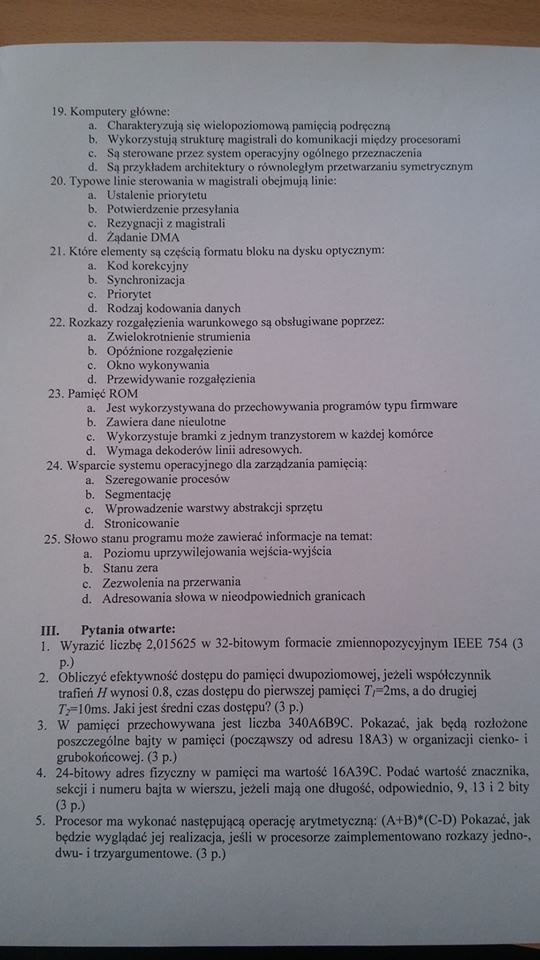 19. Komputery główne:
a. Charakteryzują się wielopoziomową pamięcią podręczną
b. Wykorzystują strukturę magistrali do komunikacji między procesorami
c. Są sterowane przez system operacyjny ogólnego przeznaczenia
d. Są przykładem architektury o równoległym przetwarzaniu symetrycznym
20. Typowe linie sterowania w magistrali obejmują linie:
a. Ustalenie priorytetu
b. Potwierdzenie przesyłania
c. Rezygnacji z magistrali
d. Żądanie DMA
21. Które elementy są częścią formatu bloku na dysku optycznym:
a. Kod korekcyjny
b. Synchronizacja
c. Priorytet
d. Rodzaj kodowania danych
22. Rozkazy rozgałęzienia warunkowego są obsługiwane poprzez:
a. Zwielokrotnienie strumienia
b. Opóźnione rozgałęzienie
c. Okno wykonywania
d. Przewidywanie rozgałęzienia
23. Pamięć ROM
a. Jest wykorzystywana do przechowywania programów typu firmware
b. Zawiera dane nieulotne
c. Wykorzystuje bramki z jednym tranzystorem w każdej komórce
d. Wymaga dekoderów linii adresowych.
24. Wsparcie systemu operacyjnego dla zarządzania pamięcią:
a. Szeregowanie procesów
b. Segmentację
c. Wprowadzenie warstwy abstrakcji sprzętu
d. Stronicowanie
25. Słowo stanu programu może zawierać informacje na temat:
a. Poziomu uprzywilejowania wejścia-wyjścia
b. Stanu zera
c. Zezwolenia na przerwania
d. Adresowania słowa w nieodpowiednich granicach
III. Pytania otwarte:
1. Wyrazić liczbę 2,015625 w 32-bitowym formacie zmiennopozycyjnym IEEE 754 (3
p.)
2. Obliczyć efektywność dostępu do pamięci dwupoziomowej, jeżeli współczynnik
trafień H wynosi 0.8, czas dostępu do pierwszej pamięci T1=2ms, a do drugiej
T2=10ms. Jaki jest średni czas dostępu? (3 p.)
3. W pamięci przechowywana jest liczba 340A6B9C. Pokazać, jak będą rozłożone
poszczególne bajty w pamięci (począwszy od adresu 18A3) w organizacji cienko- i
grubokońcowej. (3 p.)
4. 24-bitowy adres fizyczny w pamięci ma wartość 16A39C. Podać wartość znacznika,
sekcji i numeru bajta w wierszu, jeżeli mają one długość, odpowiednio, 9, 13 i 2 bity
(3 p.)
5. Procesor ma wykonać następującą operację arytmetyczną: (A+B)*(C-D) Pokazać, jak
będzie wyglądać jej realizacja, jeśli w procesorze zaimplementowano rozkazy jedno-,
dwu- i trzyargumentowe. (3 p.)